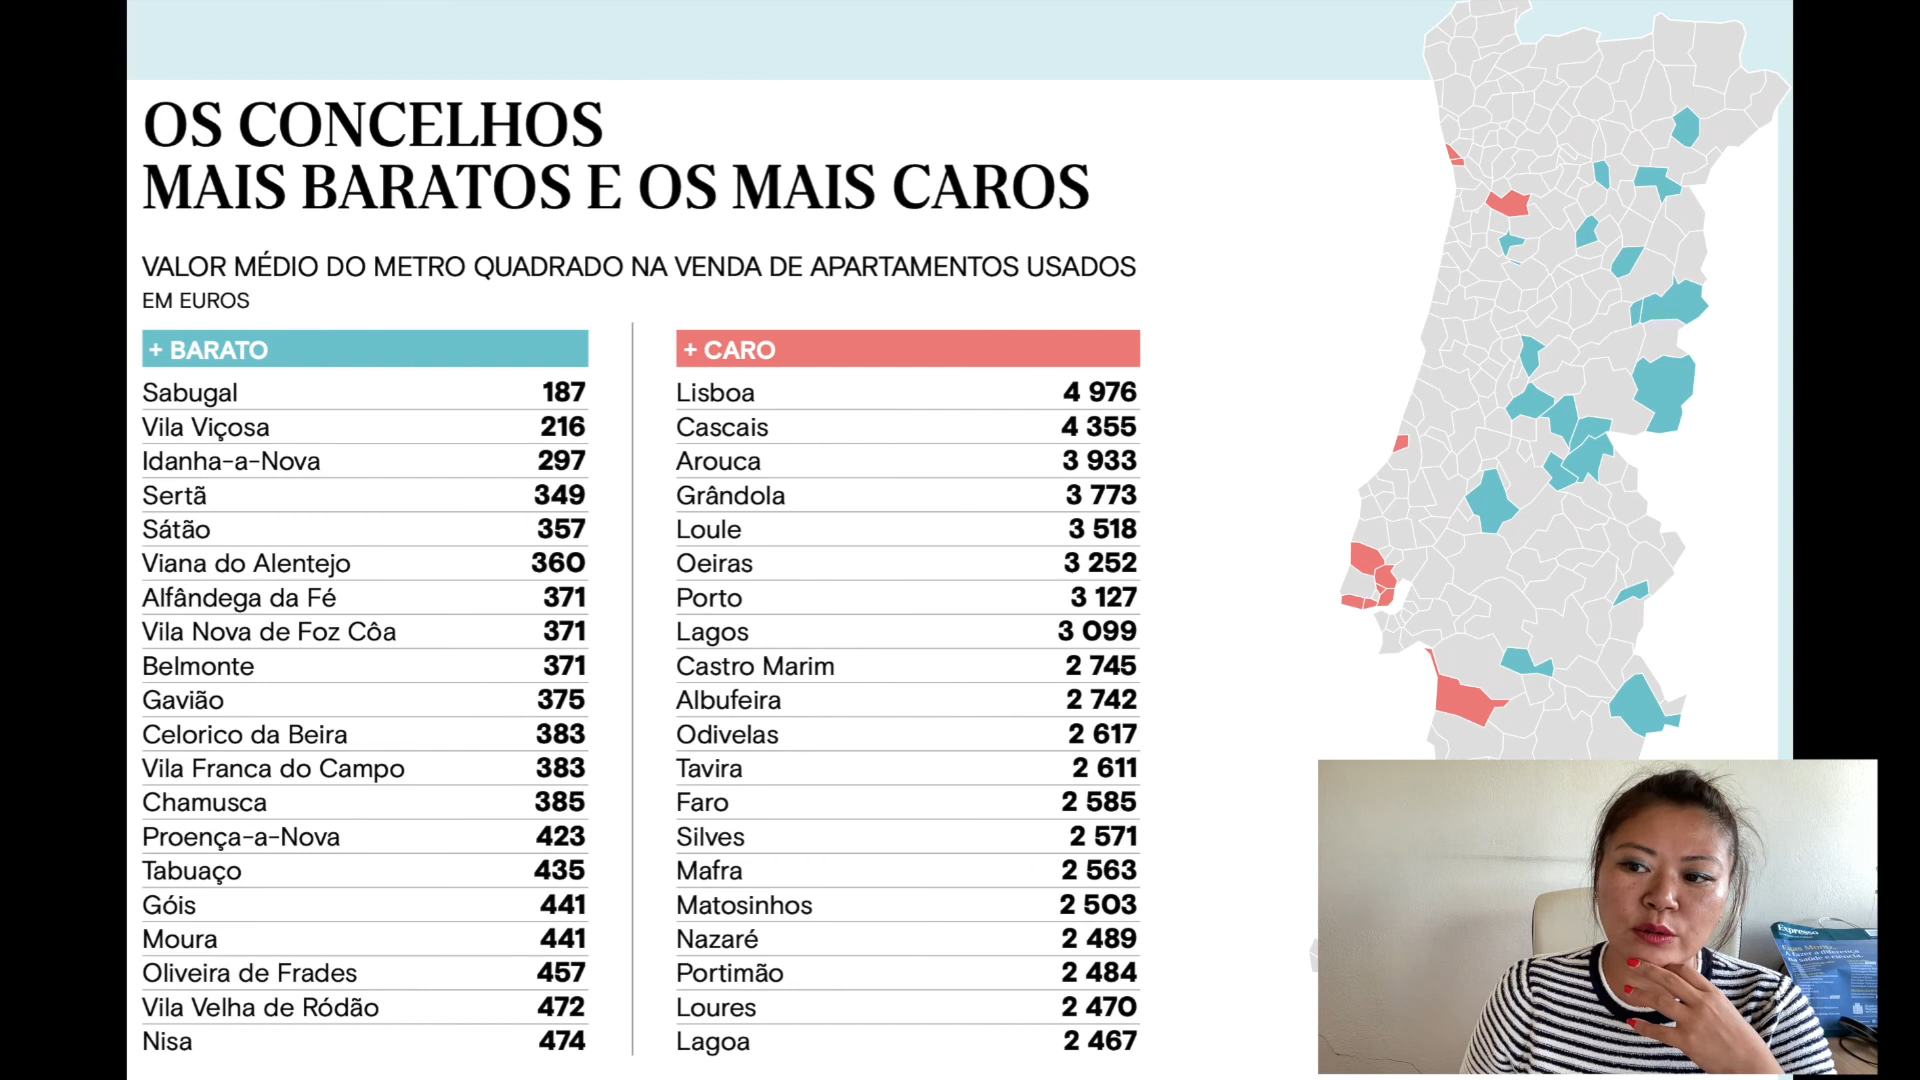 OS CONCELHOS
MAIS BARATOS E OS MAIS CAROS
VALOR MÉDIO DO METRO QUADRADO NA VENDA DE APARTAMENTOS USADOS
EM EUROS
+ BARATO
Sabugal 187
Vila Viçosa 216
Idanha-a-Nova 297
Sertã 349
Sátão 357
Viana do Alentejo 360
Alfândega da Fé 371
Vila Nova de Foz Côa 371
Belmonte 371
Gavião 375
Celorico da Beira 383
Vila Franca do Campo 383
Chamusca 385
Proença-a-Nova 423
Tabuaço 435
Góis 441
Moura 441
Oliveira de Frades 457
Vila Velha de Ródão 472
Nisa 474
+ CARO
Lisboa 4 976
Cascais 4 355
Arouca 3 933
Grândola 3 773
Loule 3 518
Oeiras 3 252
Porto 3 127
Lagos 3 099
Castro Marim 2 745
Albufeira 2 742
Odivelas 2 617
Tavira 2 611
Faro 2 585
Silves 2 571
Mafra 2 563
Matosinhos 2 503
Nazaré 2 489
Portimão 2 484
Loures 2 470
Lagoa 2 467
Expresso